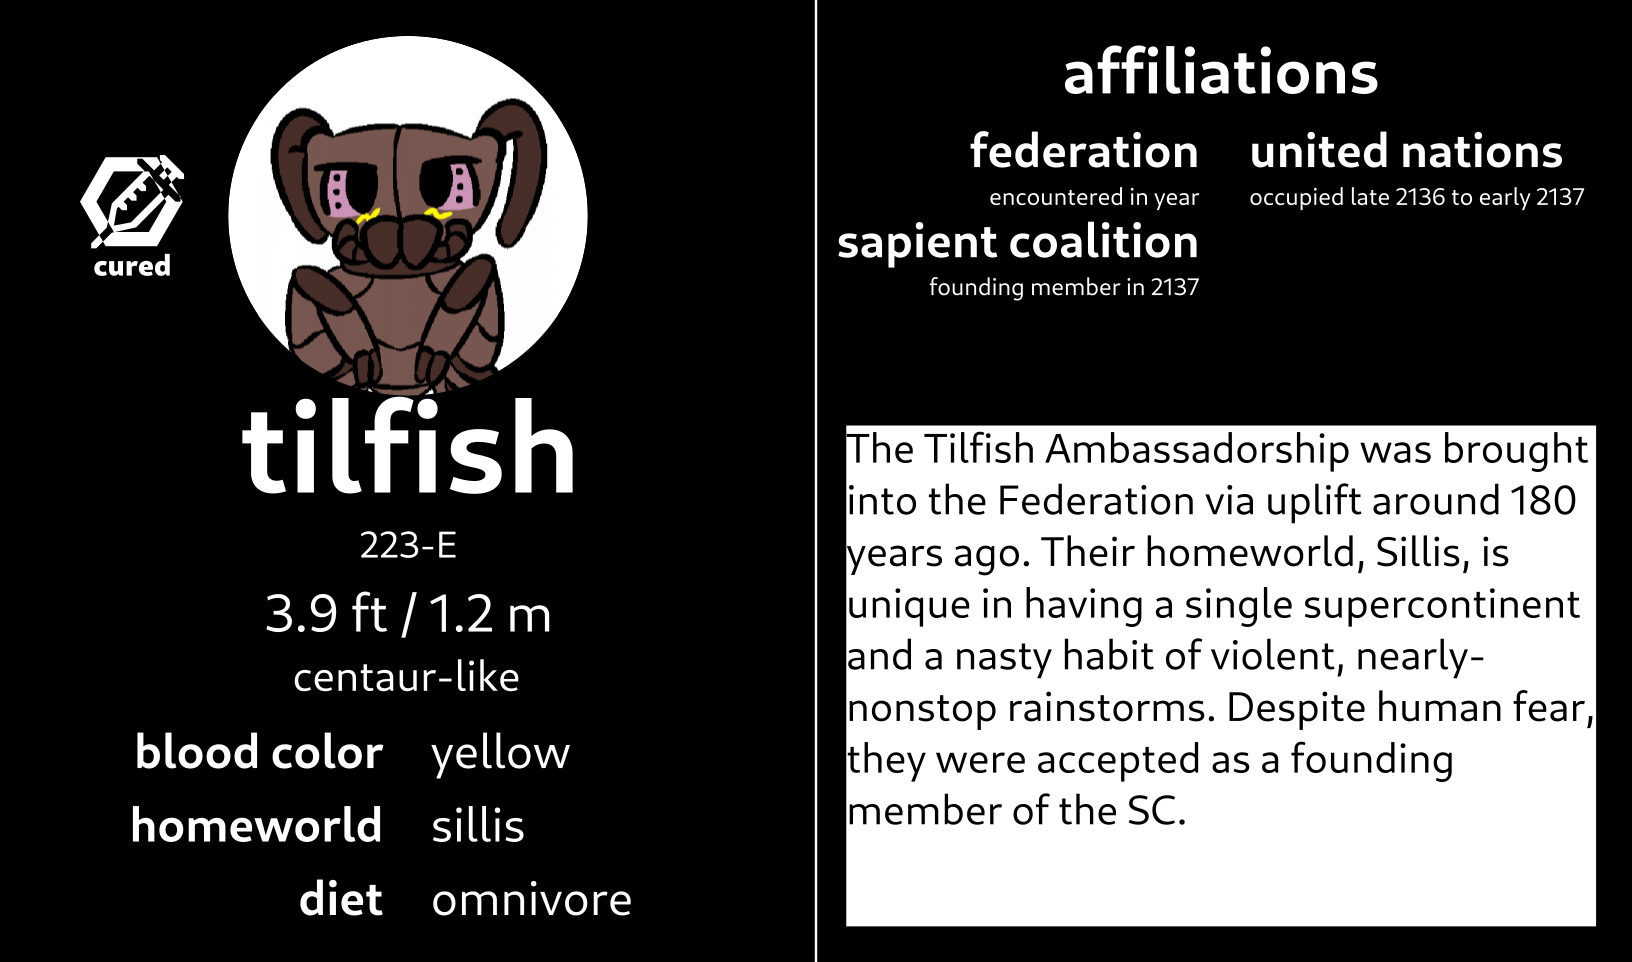 cured
tilfish
223-E
3.9 ft / 1.2 m
centaur-like
blood color yellow
homeworld sillis
diet omnivore
affiliations
federation
encountered in year
united nations
occupied late 2136 to early 2137
sapient coalition
founding member in 2137
The Tilfish Ambassadorship was brought
into the Federation via uplift around 180
years ago. Their homeworld, Sillis, is
unique in having a single supercontinent
and a nasty habit of violent, nearly-
nonstop rainstorms. Despite human fear,
they were accepted as a founding
member of the SC.